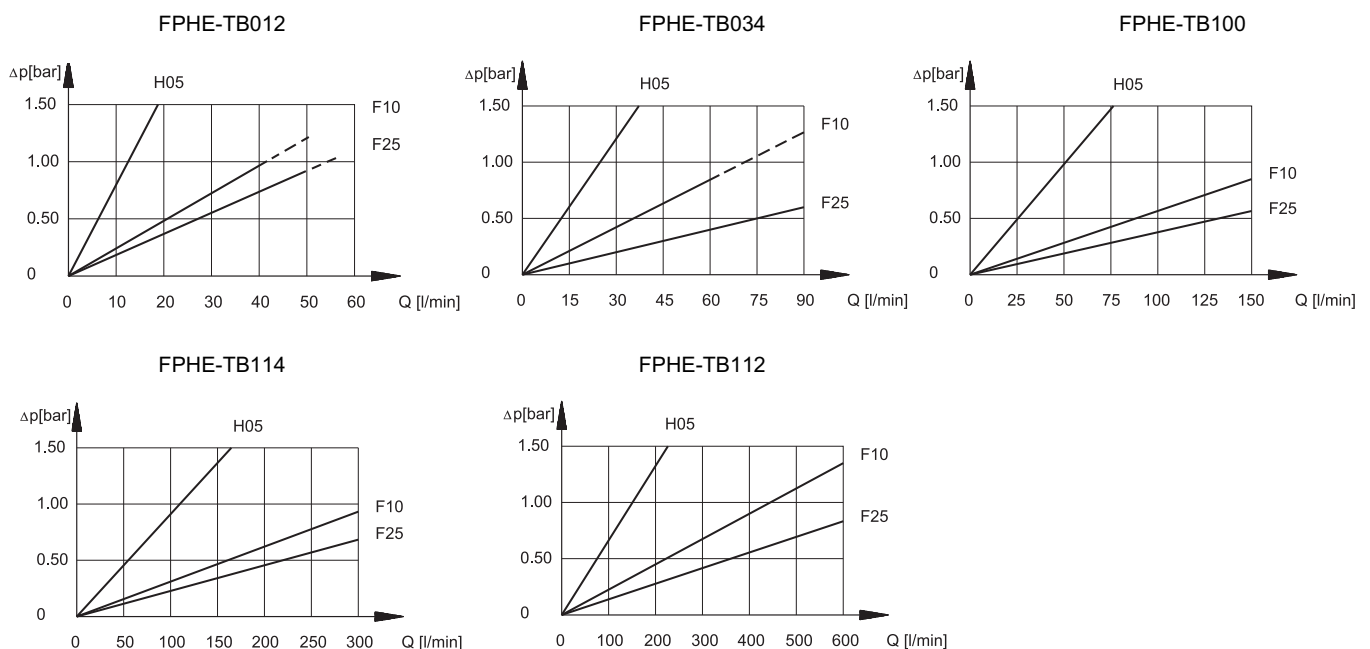 FPHE-TB012
Δp[bar]
H05
1.50
F10
F25
1.00
0.50
0
0 10 20 30 40 50 60 Q [l/min]
FPHE-TB034
Δp[bar]
H05
1.50
F10
1.00
F25
0.50
0
0 15 30 45 60 75 90 Q [l/min]
FPHE-TB100
Δp[bar]
H05
1.50
1.00
F10
F25
0.50
0
0 25 50 75 100 125 150 Q [l/min]
FPHE-TB114
Δp[bar]
H05
1.50
1.00
F10
F25
0.50
0
0 50 100 150 200 250 300 Q [l/min]
FPHE-TB112
Δp[bar]
H05
1.50
F10
1.00
F25
0.50
0
0 100 200 300 400 500 600 Q [l/min]